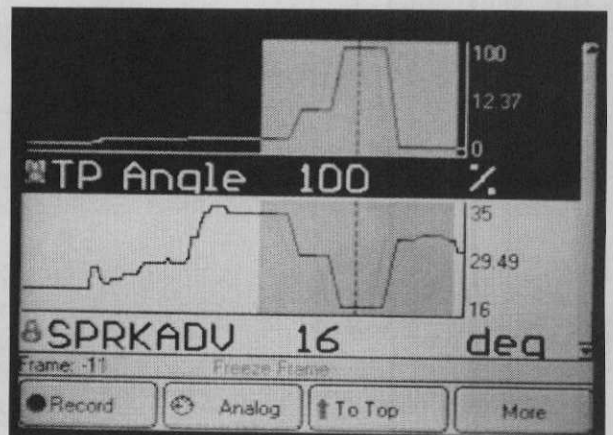 100
12.37
0
TP Angle 100 %
35
29.49
16
SPRKADV 16 deg
Frame: -11 Freeze Frame
Record Analog To Top More